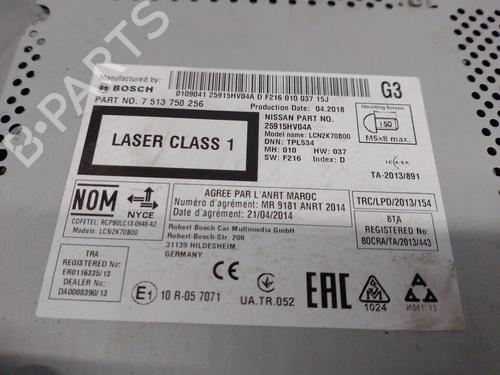 Manufactured by:
BOSCH
0109041 25915HV04A D F216 010 037 15J
G3
PART NO. 7 513 750 256
Production Date: 04.2018
Mounting Screws
ISO
M5x8 max.
NISSAN PART NO.
25915HV04A
Model name: LCN2K70B00
DNN: TPL534
MH: 010 HW: 037
SW: F216 Index: D
LASER CLASS 1
ICASA
TA-2013/891
NOM
NYCE
COFETEL: RCPBOLC13-0948-A2
Modelo: LCN2K70B00
AGREE PAR L'ANRT MAROC
Numéro d'agrément: MR 9181 ANRT 2014
Date d'agrément: 21/04/2014
TRC/LPD/2013/154
BTA
REGISTERED No:
BOCRA/TA/2013/443
Robert Bosch Car Multimedia GmbH
Robert-Bosch-Str. 200
31139 HILDESHEIM
GERMANY
TRA
REGISTERED No:
ER0116335/13
DEALER No:
DA0088390/13
E1 10 R-05 7071
UA.TR.052
EAC
1024
B-PARTS